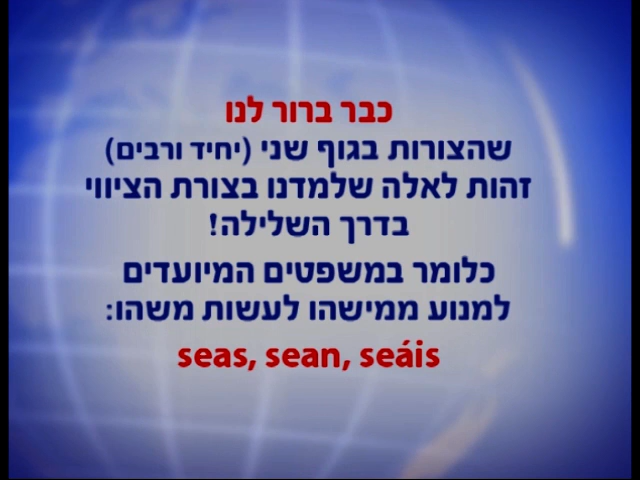 כבר ברור לנו
שהצורות בגוף שני (יחיד ורבים)
זהות לאלה שלמדנו בצורת הציווי
בדרך השלילה!
כלומר במשפטים המיועדים
למנוע ממישהו לעשות משהו:
seas, sean, seáis